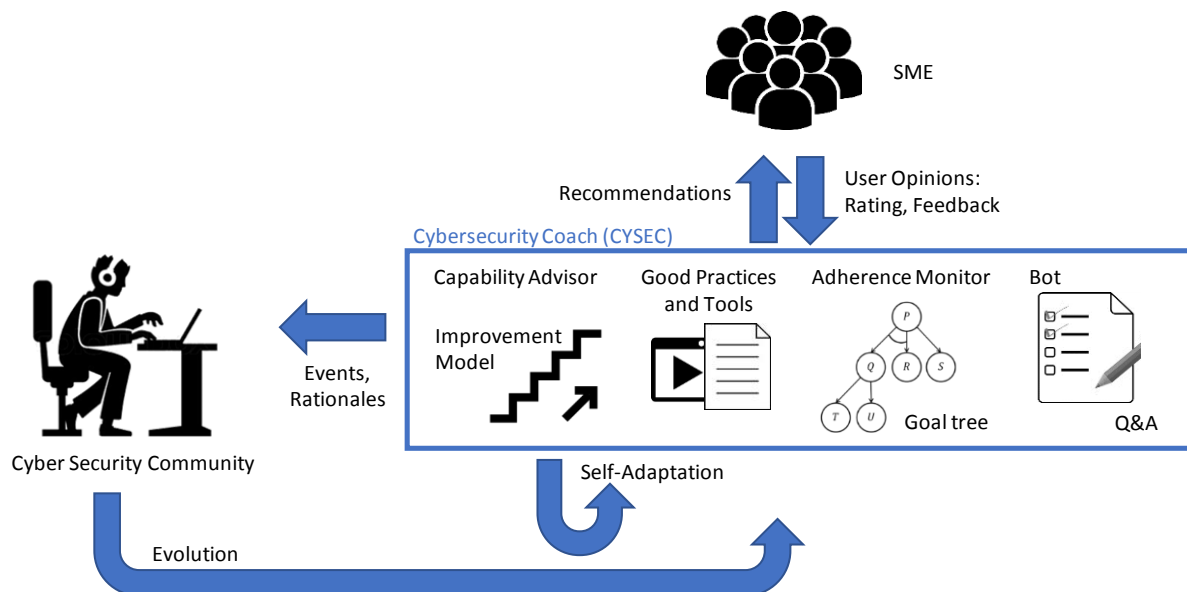 SME
Recommendations
User Opinions:
Rating, Feedback
Cybersecurity Coach (CYSEC)
Capability Advisor
Improvement
Model
Good Practices
and Tools
Adherence Monitor
P
Q
R
S
T
U
Goal tree
Bot
Q&A
Events,
Rationales
Cyber Security Community
Self-Adaptation
Evolution